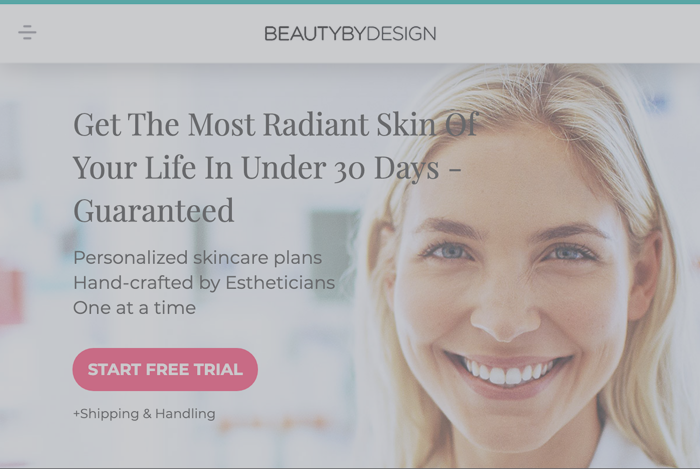 BEAUTYBYDESIGN
Get The Most Radiant Skin Of
Your Life In Under 30 Days -
Guaranteed
Personalized skincare plans
Hand-crafted by Estheticians
One at a time
START FREE TRIAL
+Shipping & Handling